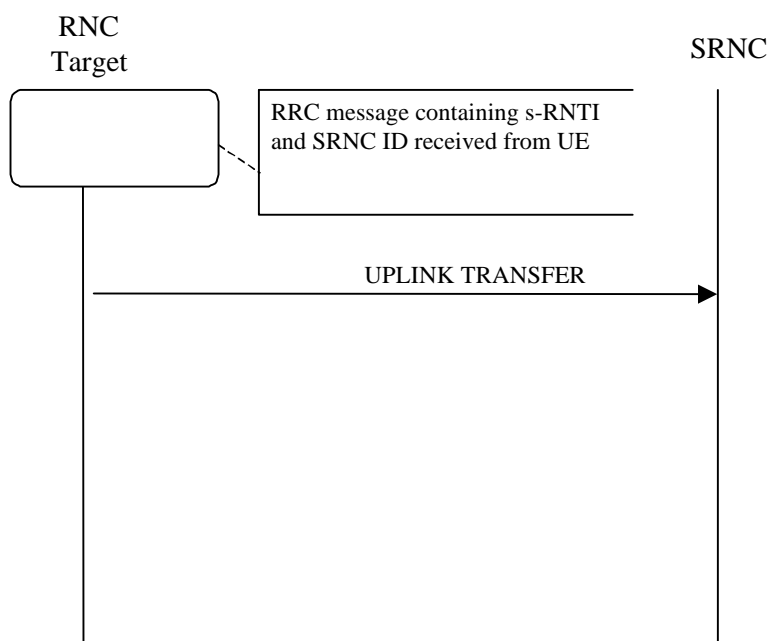 RNC
Target
SRNC
RRC message containing s-RNTI
and SRNC ID received from UE
UPLINK TRANSFER